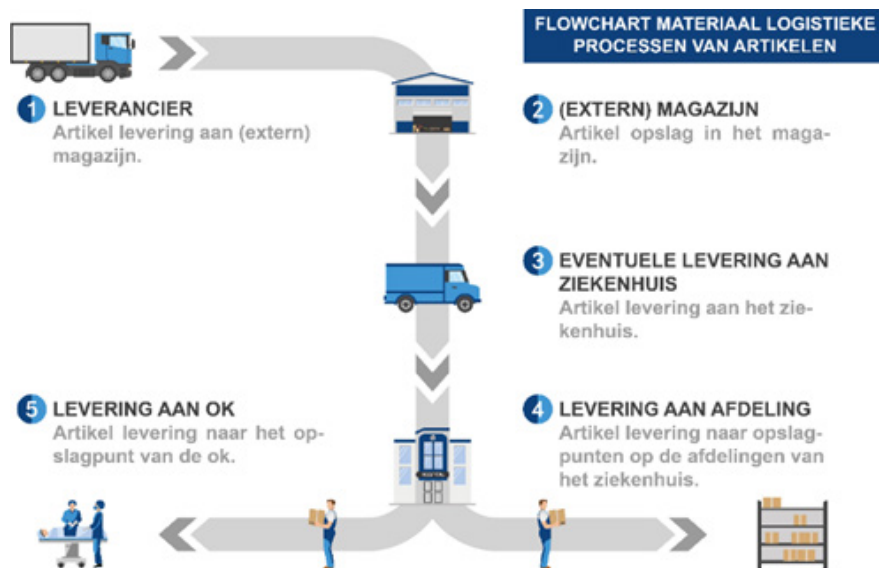 FLOWCHART MATERIAAL LOGISTIEKE
PROCESSEN VAN ARTIKELEN
1 LEVERANCIER
Artikel levering aan (extern)
magazijn.
2 (EXTERN) MAGAZIJN
Artikel opslag in het maga-
zijn.
3 EVENTUELE LEVERING AAN
ZIEKENHUIS
Artikel levering aan het zie-
kenhuis.
5 LEVERING AAN OK
Artikel levering naar het op-
slagpunt van de ok.
4 LEVERING AAN AFDELING
Artikel levering naar opslag-
punten op de afdelingen van
het ziekenhuis.